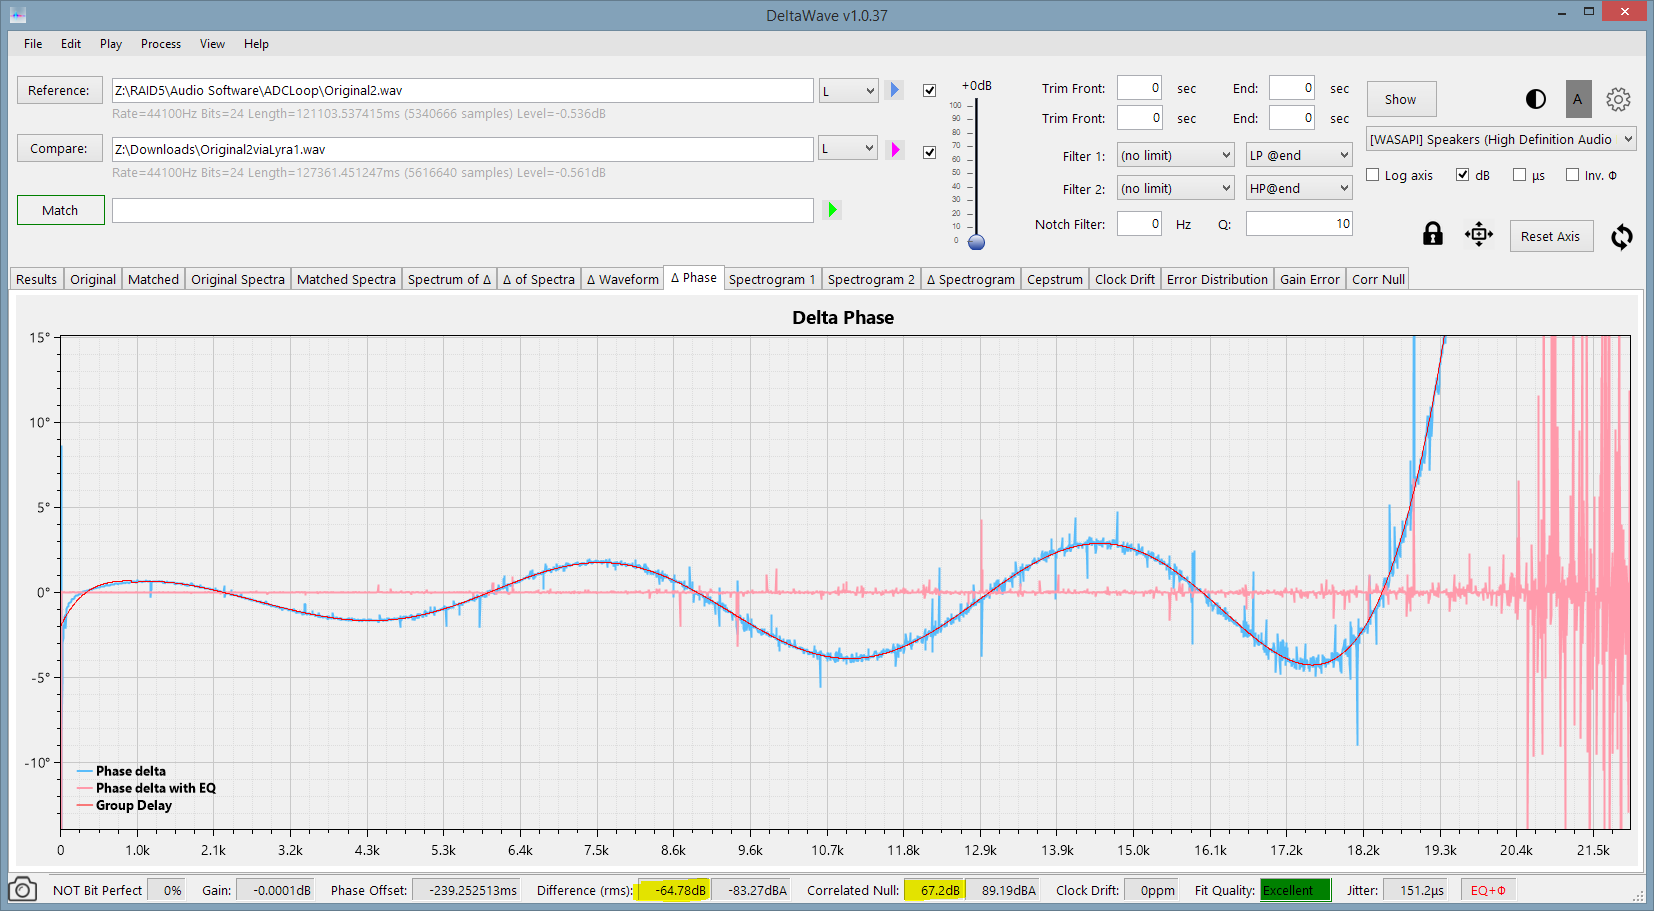 DeltaWave v1.0.37
File Edit Play Process View Help
Reference: Z:\RAID5\Audio Software\ADCLoop\Original2.wav L
Rate=44100Hz Bits=24 Length=121103.537415ms (5340666 samples) Level=-0.536dB
Compare: Z:\Downloads\Original2viaLyra1.wav L
Rate=44100Hz Bits=24 Length=127361.451247ms (5616640 samples) Level=-0.561dB
Match
+0dB
100
90
80
70
60
50
40
30
20
10
0
Trim Front: 0 sec End: 0 sec
Trim Front: 0 sec End: 0 sec
Filter 1: (no limit) LP @end
Filter 2: (no limit) HP@end
Notch Filter: 0 Hz Q: 10
Show A
[WASAPI] Speakers (High Definition Audio
Log axis dB µs Inv. Φ
Reset Axis
Results Original Matched Original Spectra Matched Spectra Spectrum of Δ Δ of Spectra Δ Waveform Δ Phase Spectrogram 1 Spectrogram 2 Δ Spectrogram Cepstrum Clock Drift Error Distribution Gain Error Corr Null
Delta Phase
15°
10°
5°
0°
-5°
-10°
Phase delta
Phase delta with EQ
Group Delay
0 1.0k 2.1k 3.2k 4.3k 5.3k 6.4k 7.5k 8.6k 9.6k 10.7k 11.8k 12.9k 13.9k 15.0k 16.1k 17.2k 18.2k 19.3k 20.4k 21.5k
NOT Bit Perfect 0% Gain: -0.0001dB Phase Offset: -239.252513ms Difference (rms): -64.78dB -83.27dBA Correlated Null: 67.2dB 89.19dBA Clock Drift: 0ppm Fit Quality: Excellent Jitter: 151.2µs EQ+Φ